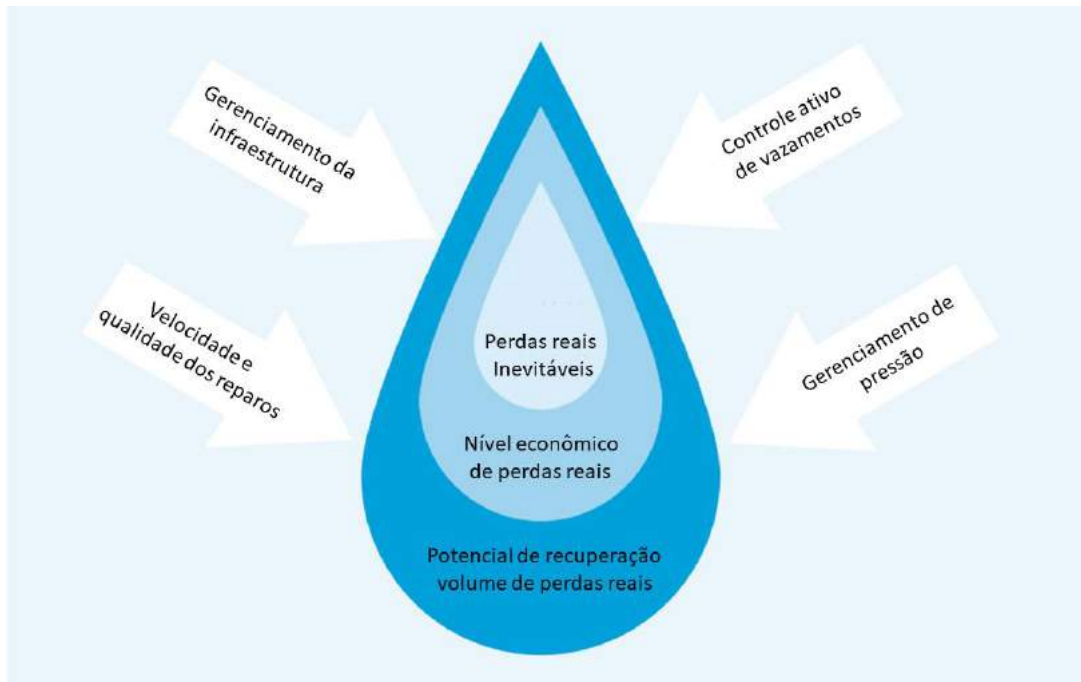 Gerenciamento da
infraestrutura
Controle ativo
de vazamentos
Velocidade e
qualidade dos reparos
Gerenciamento de
pressão
Perdas reais
Inevitáveis
Nível econômico
de perdas reais
Potencial de recuperação
volume de perdas reais